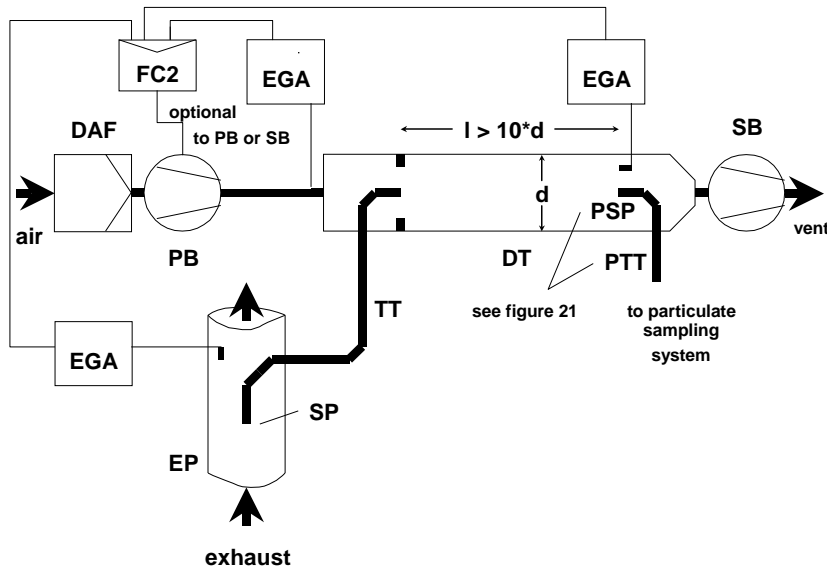 FC2
EGA
EGA
optional
to PB or SB
DAF
l > 10*d
SB
d
PSP
air
vent
PB
DT
PTT
TT
see figure 21
to particulate
sampling
system
EGA
SP
EP
exhaust